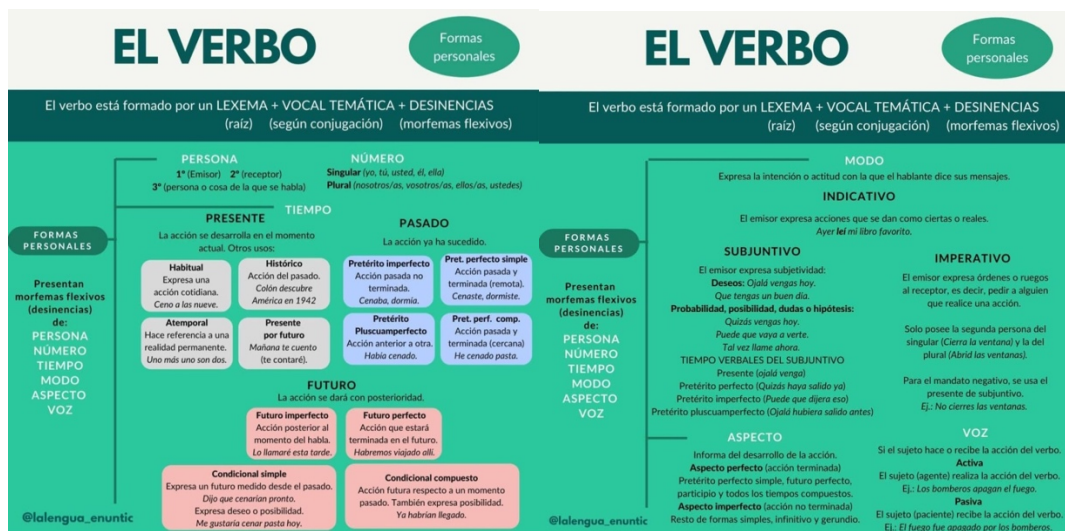 EL VERBO
Formas
personales
El verbo está formado por un LEXEMA + VOCAL TEMÁTICA + DESINENCIAS
(raíz) (según conjugación) (morfemas flexivos)
FORMAS
PERSONALES
Presentan
morfemas flexivos
(desinencias)
de:
PERSONA
NÚMERO
TIEMPO
MODO
ASPECTO
VOZ
PERSONA
1º (Emisor) 2º (receptor)
3º (persona o cosa de la que se habla)
NÚMERO
Singular (yo, tú, usted, él, ella)
Plural (nosotros/as, vosotros/as, ellos/as, ustedes)
TIEMPO
PRESENTE
La acción se desarrolla en el momento
actual. Otros usos:
Habitual
Expresa una
acción cotidiana.
Ceno a las nueve.
Histórico
Acción del pasado.
Colón descubre
América en 1942
Atemporal
Hace referencia a una
realidad permanente.
Uno más uno son dos.
Presente
por futuro
Mañana te cuento
(te contaré).
PASADO
La acción ya ha sucedido.
Pretérito imperfecto
Acción pasada no
terminada.
Cenaba, dormía.
Pret. perfecto simple
Acción pasada y
terminada (remota).
Cenaste, dormiste.
Pretérito
Pluscuamperfecto
Acción anterior a otra.
Había cenado.
Pret. perf. comp.
Acción pasada y
terminada (cercana)
He cenado pasta.
FUTURO
La acción se dará con posterioridad.
Futuro imperfecto
Acción posterior al
momento del habla.
Lo llamaré esta tarde.
Futuro perfecto
Acción que estará
terminada en el futuro.
Habremos viajado allí.
Condicional simple
Expresa un futuro medido desde el pasado.
Dijo que cenarían pronto.
Expresa deseo o posibilidad.
Me gustaría cenar pasta hoy.
Condicional compuesto
Acción futura respecto a un momento
pasado. También expresa posibilidad.
Ya habrían llegado.
@lalengua_enuntic
EL VERBO
Formas
personales
El verbo está formado por un LEXEMA + VOCAL TEMÁTICA + DESINENCIAS
(raíz) (según conjugación) (morfemas flexivos)
FORMAS
PERSONALES
Presentan
morfemas flexivos
(desinencias)
de:
PERSONA
NÚMERO
TIEMPO
MODO
ASPECTO
VOZ
MODO
Expresa la intención o actitud con la que el hablante dice sus mensajes.
INDICATIVO
El emisor expresa acciones que se dan como ciertas o reales.
Ayer leí mi libro favorito.
SUBJUNTIVO
El emisor expresa subjetividad:
Deseos: Ojalá vengas hoy.
Que tengas un buen día.
Probabilidad, posibilidad, dudas o hipótesis:
Quizás vengas hoy.
Puede que vaya a verte.
Tal vez llame ahora.
TIEMPO VERBALES DEL SUBJUNTIVO
Presente (ojalá venga)
Pretérito perfecto (Quizás haya salido ya)
Pretérito imperfecto (Puede que dijera eso)
Pretérito pluscuamperfecto (Ojalá hubiera salido antes)
IMPERATIVO
El emisor expresa órdenes o ruegos
al receptor, es decir, pedir a alguien
que realice una acción.
Solo posee la segunda persona del
singular (Cierra la ventana) y la del
plural (Abrid las ventanas).
Para el mandato negativo, se usa el
presente de subjuntivo.
Ej.: No cierres las ventanas.
ASPECTO
Informa del desarrollo de la acción.
Aspecto perfecto (acción terminada)
Pretérito perfecto simple, futuro perfecto,
participio y todos los tiempos compuestos.
Aspecto imperfecto (acción no terminada)
Resto de formas simples, infinitivo y gerundio.
VOZ
Si el sujeto hace o recibe la acción del verbo.
Activa
El sujeto (agente) realiza la acción del verbo.
Ej.: Los bomberos apagan el fuego.
Pasiva
El sujeto (paciente) recibe la acción del verbo.
Ej.: El fuego fue apagado por los bomberos.
@lalengua_enuntic